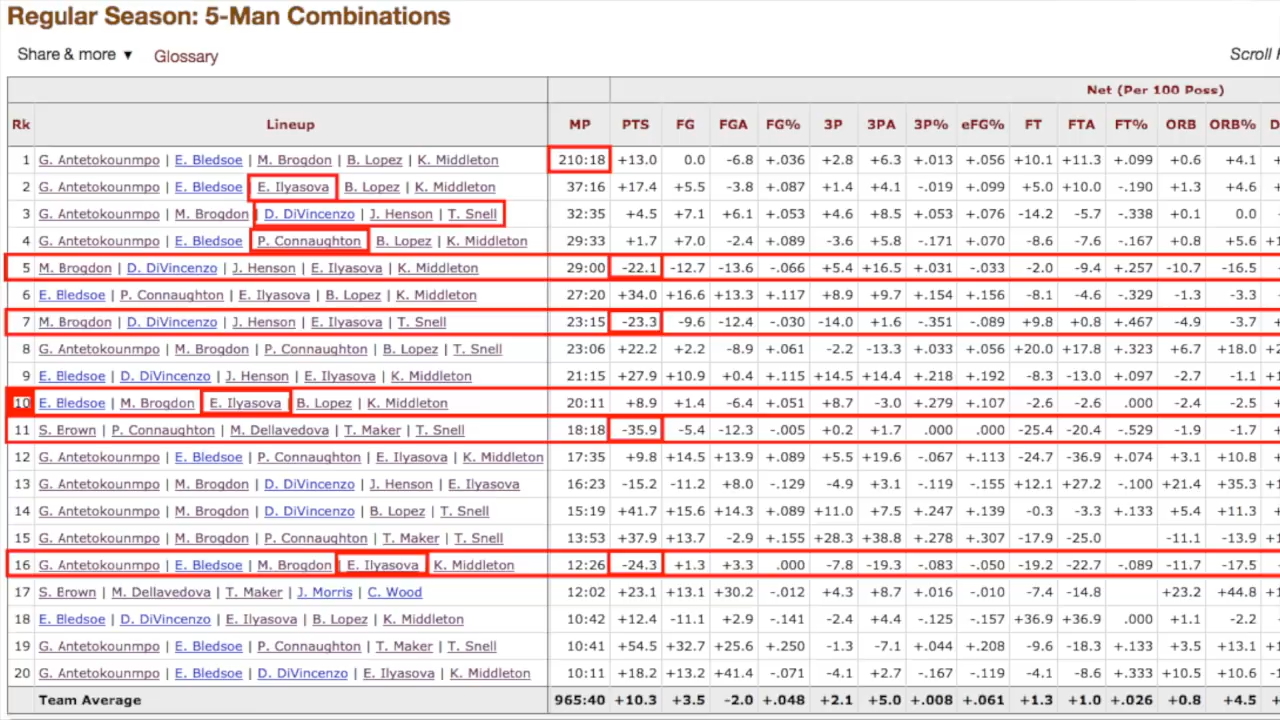 Regular Season: 5-Man Combinations
Share & more ▼ Glossary
Scroll
Net (Per 100 Poss)
Rk Lineup MP PTS FG FGA FG% 3P 3PA 3P% eFG% FT FTA FT% ORB ORB%
1 G. Antetokounmpo | E. Bledsoe | M. Brogdon | B. Lopez | K. Middleton 210:18 +13.0 0.0 -6.8 +.036 +2.8 +6.3 +.013 +.056 +10.1 +11.3 +.099 +0.6 +4.1
2 G. Antetokounmpo | E. Bledsoe | E. Ilyasova | B. Lopez | K. Middleton 37:16 +17.4 +5.5 -3.8 +.087 +1.4 +4.1 -.019 +.099 +5.0 +10.0 -.190 +1.3 +4.6
3 G. Antetokounmpo | M. Brogdon | D. DiVincenzo | J. Henson | T. Snell 32:35 +4.5 +7.1 +6.1 +.053 +4.6 +8.5 +.053 +.076 -14.2 -5.7 -.338 +0.1 0.0
4 G. Antetokounmpo | E. Bledsoe | P. Connaughton | B. Lopez | K. Middleton 29:33 +1.7 +7.0 -2.4 +.089 -3.6 +5.8 -.171 +.070 -8.6 -7.6 -.167 +0.8 +5.6
5 M. Brogdon | D. DiVincenzo | J. Henson | E. Ilyasova | K. Middleton 29:00 -22.1 -12.7 -13.6 -.066 +5.4 +16.5 +.031 -.033 -2.0 -9.4 +.257 -10.7 -16.5
6 E. Bledsoe | P. Connaughton | E. Ilyasova | B. Lopez | K. Middleton 27:20 +34.0 +16.6 +13.3 +.117 +8.9 +9.7 +.154 +.156 -8.1 -4.6 -.329 -1.3 -3.3
7 M. Brogdon | D. DiVincenzo | J. Henson | E. Ilyasova | T. Snell 23:15 -23.3 -9.6 -12.4 -.030 -14.0 +1.6 -.351 -.089 +9.8 +0.8 +.467 -4.9 -3.7
8 G. Antetokounmpo | M. Brogdon | P. Connaughton | B. Lopez | T. Snell 23:06 +22.2 +2.2 -8.9 +.061 -2.2 -13.3 +.033 +.056 +20.0 +17.8 +.323 +6.7 +18.0
9 E. Bledsoe | D. DiVincenzo | J. Henson | E. Ilyasova | K. Middleton 21:15 +27.9 +10.9 +0.4 +.115 +14.5 +14.4 +.218 +.192 -8.3 -13.0 +.097 -2.7 -1.1
10 E. Bledsoe | M. Brogdon | E. Ilyasova | B. Lopez | K. Middleton 20:11 +8.9 +1.4 -6.4 +.051 +8.7 -3.0 +.279 +.107 -2.6 -2.6 .000 -2.4 -2.5
11 S. Brown | P. Connaughton | M. Dellavedova | T. Maker | T. Snell 18:18 -35.9 -5.4 -12.3 -.005 +0.2 +1.7 .000 .000 -25.4 -20.4 -.529 -1.9 -1.7
12 G. Antetokounmpo | E. Bledsoe | P. Connaughton | E. Ilyasova | K. Middleton 17:35 +9.8 +14.5 +13.9 +.089 +5.5 +19.6 -.067 +.113 -24.7 -36.9 +.074 +3.1 +10.8
13 G. Antetokounmpo | M. Brogdon | D. DiVincenzo | J. Henson | E. Ilyasova 16:23 -15.2 -11.2 +8.0 -.129 -4.9 +3.1 -.119 -.155 +12.1 +27.2 -.100 +21.4 +35.3
14 G. Antetokounmpo | M. Brogdon | D. DiVincenzo | B. Lopez | T. Snell 15:19 +41.7 +15.6 +14.3 +.089 +11.0 +7.5 +.247 +.139 -0.3 -3.3 +.133 +5.4 +11.3
15 G. Antetokounmpo | M. Brogdon | P. Connaughton | T. Maker | T. Snell 13:53 +37.9 +13.7 -2.9 +.155 +28.3 +38.8 +.278 +.307 -17.9 -25.0 -11.1 -13.9
16 G. Antetokounmpo | E. Bledsoe | M. Brogdon | E. Ilyasova | K. Middleton 12:26 -24.3 +1.3 +3.3 .000 -7.8 -19.3 -.083 -.050 -19.2 -22.7 -.089 -11.7 -17.5
17 S. Brown | M. Dellavedova | T. Maker | J. Morris | C. Wood 12:02 +23.1 +13.1 +30.2 -.012 +4.3 +8.7 +.016 -.010 -7.4 -14.8 +23.2 +44.8
18 E. Bledsoe | D. DiVincenzo | E. Ilyasova | B. Lopez | K. Middleton 10:42 +12.4 -11.1 +2.9 -.141 -2.4 +4.4 -.125 -.157 +36.9 +36.9 .000 +1.1 -2.2
19 G. Antetokounmpo | E. Bledsoe | P. Connaughton | T. Maker | T. Snell 10:41 +54.5 +32.7 +25.6 +.250 -1.3 -7.1 +.044 +.208 -9.6 -18.3 +.133 +3.5 +13.1
20 G. Antetokounmpo | E. Bledsoe | D. DiVincenzo | E. Ilyasova | K. Middleton 10:11 +18.2 +13.2 +41.4 -.071 -4.1 +2.7 -.167 -.119 -4.1 -8.6 +.333 +10.5 +10.6
Team Average 965:40 +10.3 +3.5 -2.0 +.048 +2.1 +5.0 +.008 +.061 +1.3 +1.0 +.026 +0.8 +4.5